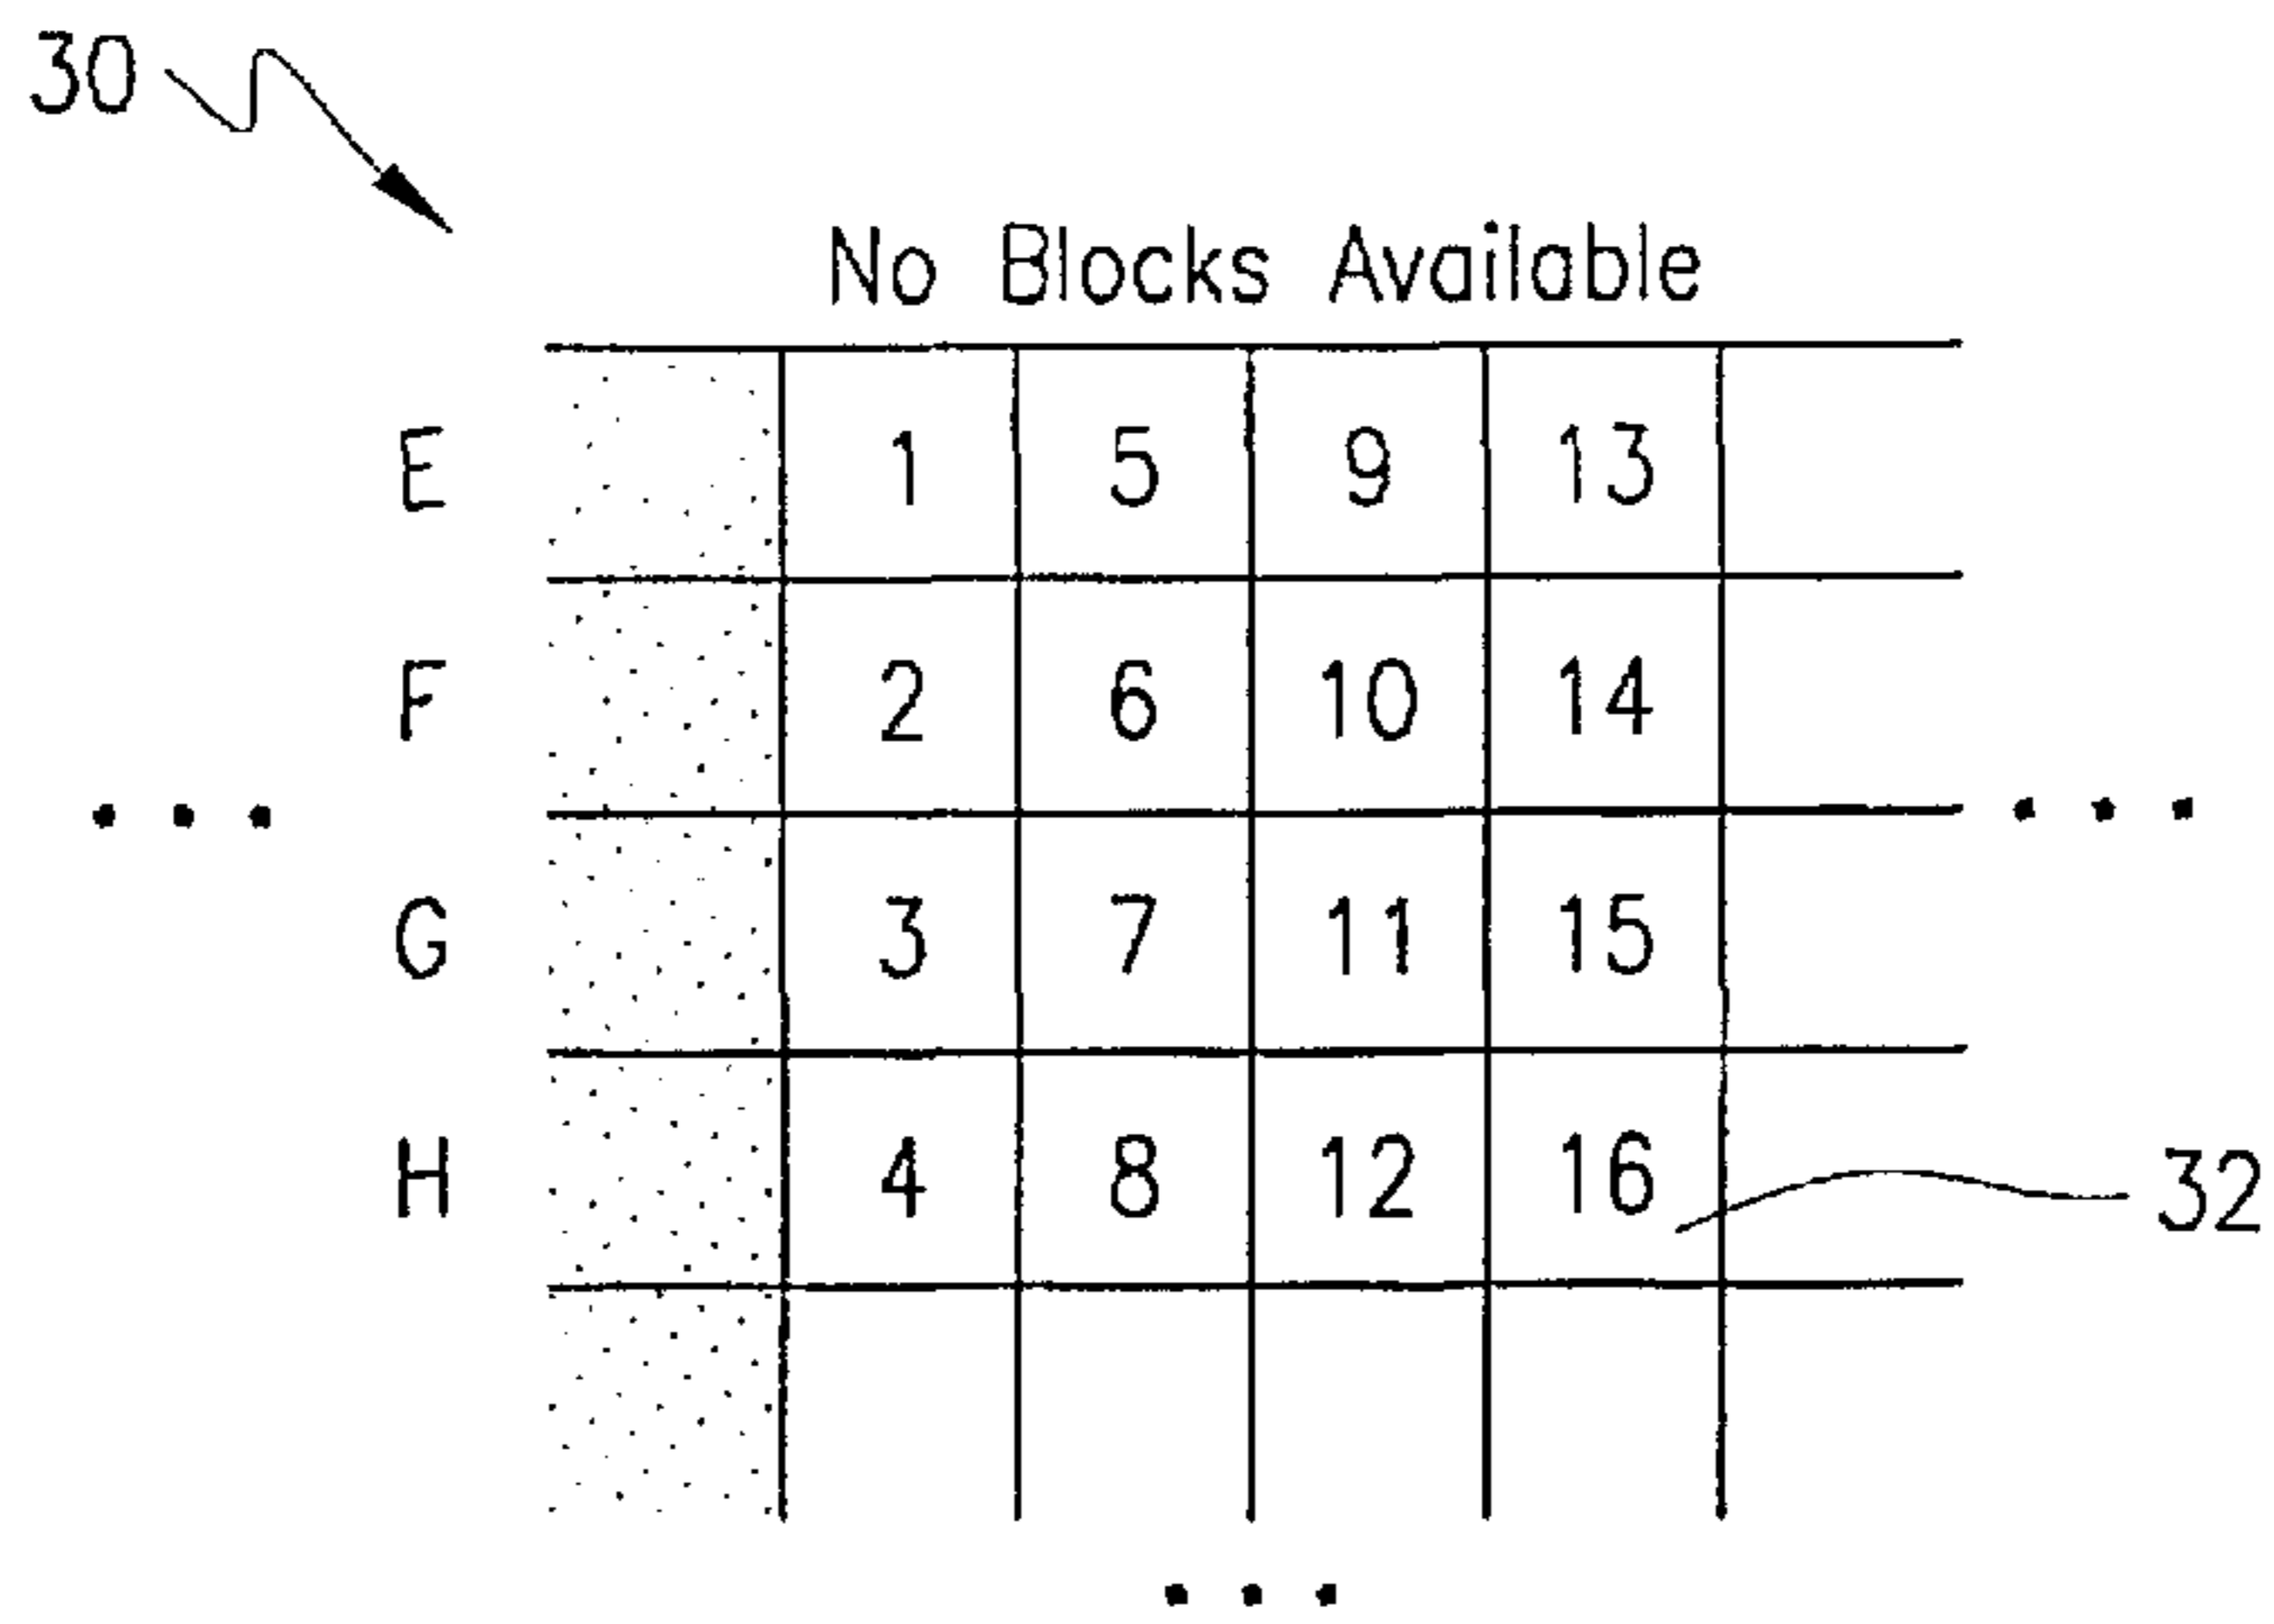 30
No Blocks Available
E 1 5 9 13
F 2 6 10 14
• • • • • •
G 3 7 11 15
H 4 8 12 16 32
• • •